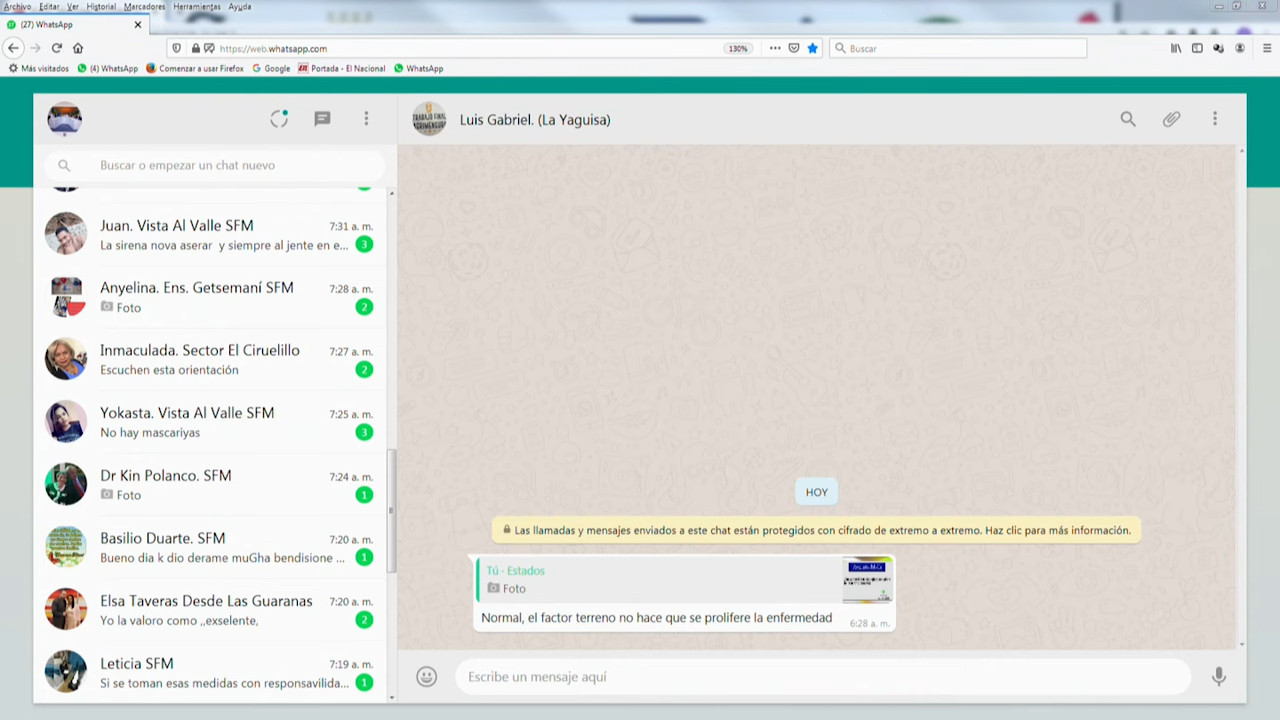 Archivo Editar Ver Historial Marcadores Herramientas Ayuda
(27) WhatsApp
https://web.whatsapp.com
130%
Buscar
Más visitados (4) WhatsApp Comenzar a usar Firefox Google Portada - El Nacional WhatsApp
Luis Gabriel. (La Yaguisa)
Buscar o empezar un chat nuevo
Juan. Vista Al Valle SFM 7:31 a. m.
La sirena nova aserar y siempre al jente en e... 3
Anyelina. Ens. Getsemaní SFM 7:28 a. m.
Foto 2
Inmaculada. Sector El Ciruelillo 7:27 a. m.
Escuchen esta orientación 2
Yokasta. Vista Al Valle SFM 7:25 a. m.
No hay mascariyas 3
Dr Kin Polanco. SFM 7:24 a. m.
Foto 1
Basilio Duarte. SFM 7:20 a. m.
Bueno dia k dio derame muGha bendisione ... 1
Elsa Taveras Desde Las Guaranas 7:20 a. m.
Yo la valoro como ,,exselente, 2
Leticia SFM 7:19 a. m.
Si se toman esas medidas con responsavilida... 1
TRABAJO FINAL
HOY
Las llamadas y mensajes enviados a este chat están protegidos con cifrado de extremo a extremo. Haz clic para más información.
Tú · Estados
Foto
Normal, el factor terreno no hace que se prolifere la enfermedad 6:28 a. m.
Escribe un mensaje aquí